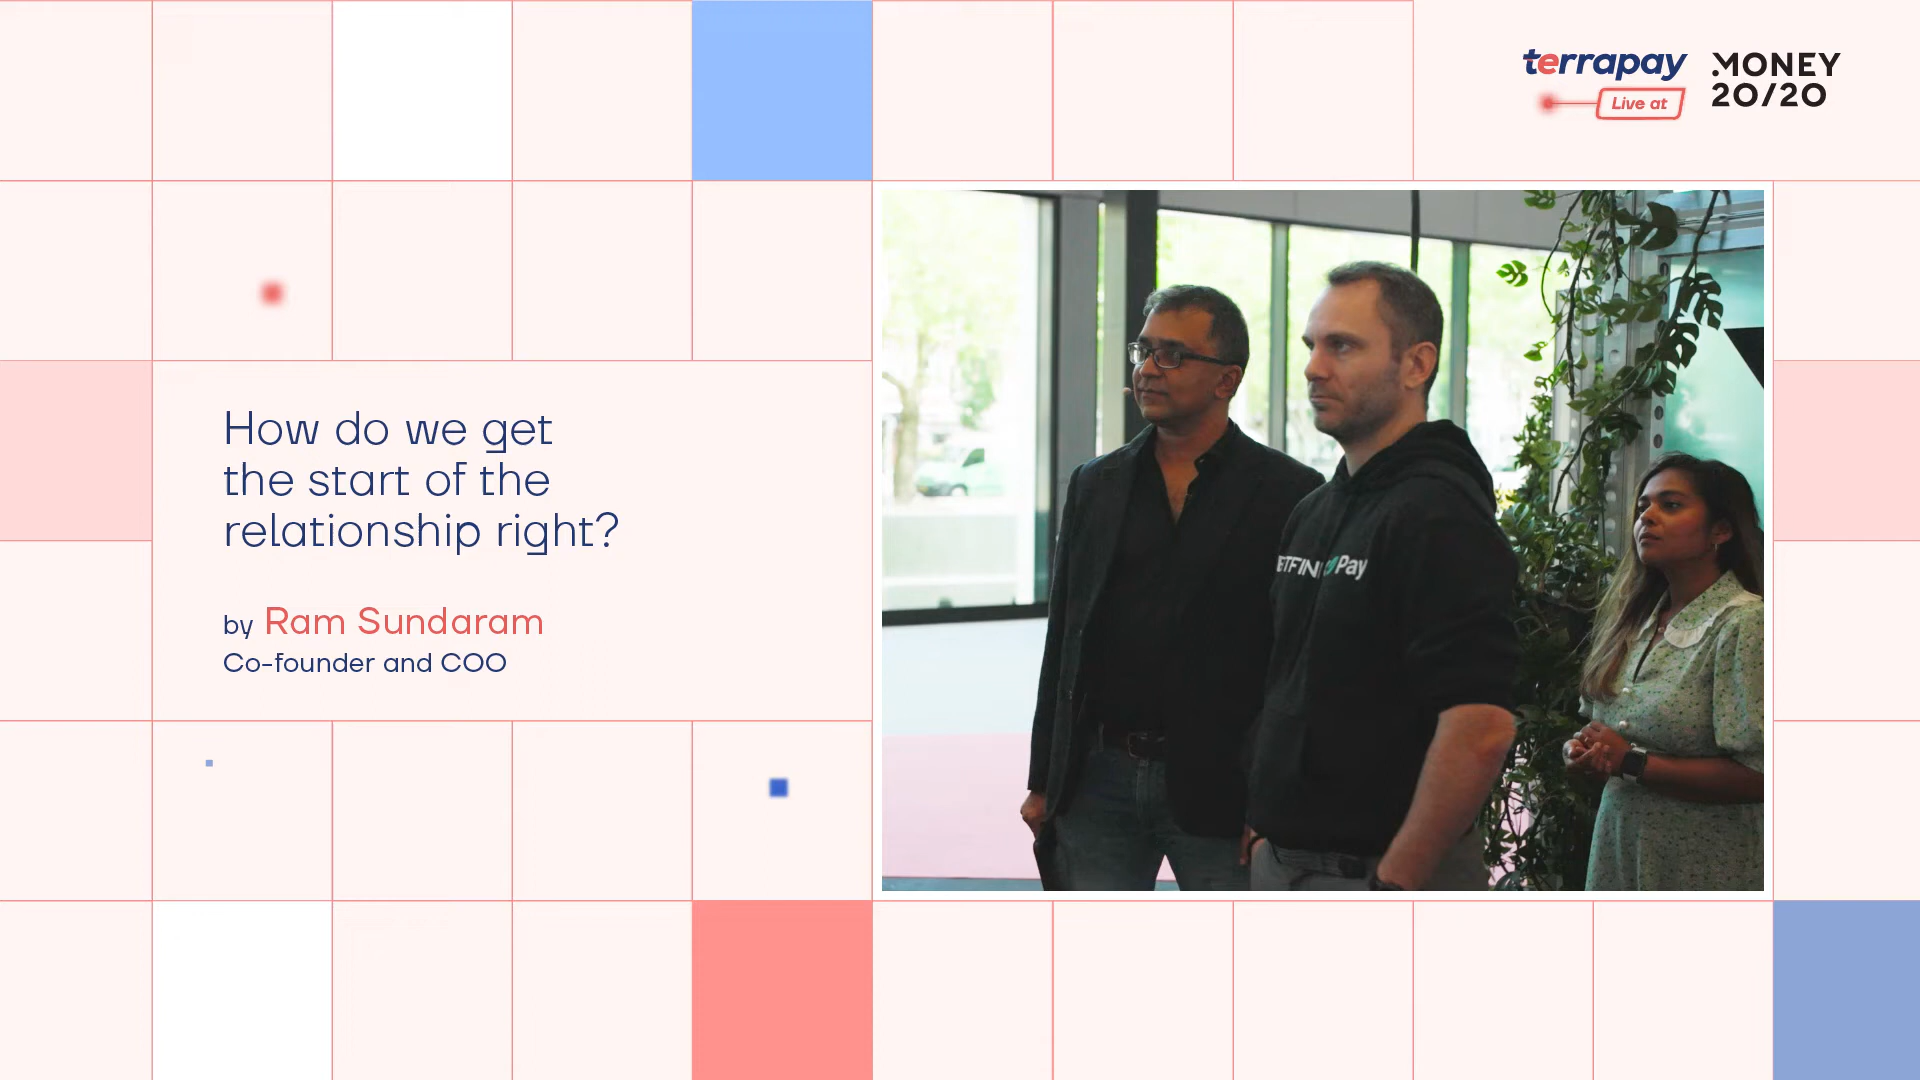 terrapay
Live at
MONEY
20/20
How do we get
the start of the
relationship right?
by Ram Sundaram
Co-founder and COO
Pay